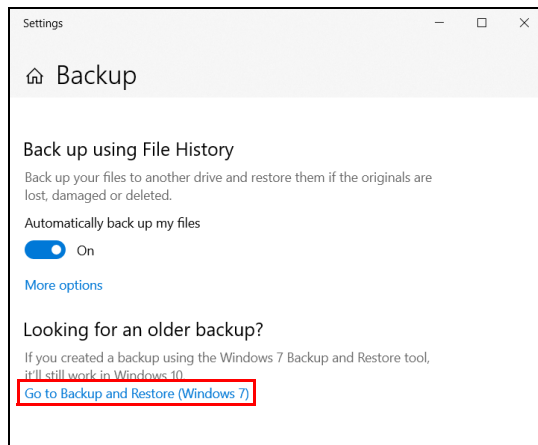 Settings
Backup
Back up using File History
Back up your files to another drive and restore them if the originals are
lost, damaged or deleted.
Automatically back up my files
On
More options
Looking for an older backup?
If you created a backup using the Windows 7 Backup and Restore tool,
it'll still work in Windows 10.
Go to Backup and Restore (Windows 7)